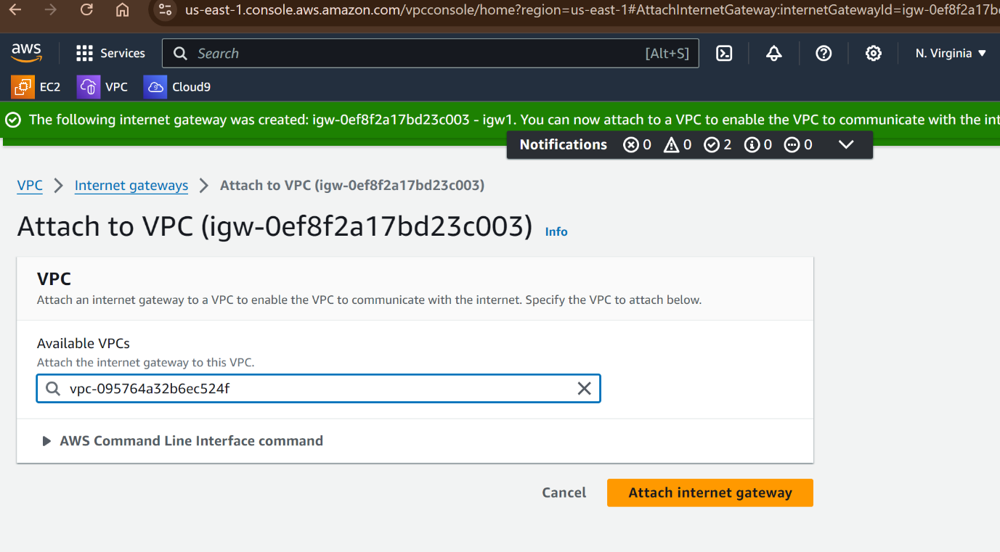 us-east-1.console.aws.amazon.com/vpcconsole/home?region=us-east-1#AttachInternetGateway:internetGatewayId=igw-0ef8f2a17b
aws Services Search [Alt+S] N. Virginia
EC2 VPC Cloud9
The following internet gateway was created: igw-0ef8f2a17bd23c003 - igw1. You can now attach to a VPC to enable the VPC to communicate with the int
Notifications 0 0 2 0 0
VPC > Internet gateways > Attach to VPC (igw-0ef8f2a17bd23c003)
Attach to VPC (igw-0ef8f2a17bd23c003) Info
VPC
Attach an internet gateway to a VPC to enable the VPC to communicate with the internet. Specify the VPC to attach below.
Available VPCs
Attach the internet gateway to this VPC.
vpc-095764a32b6ec524f
AWS Command Line Interface command
Cancel Attach internet gateway